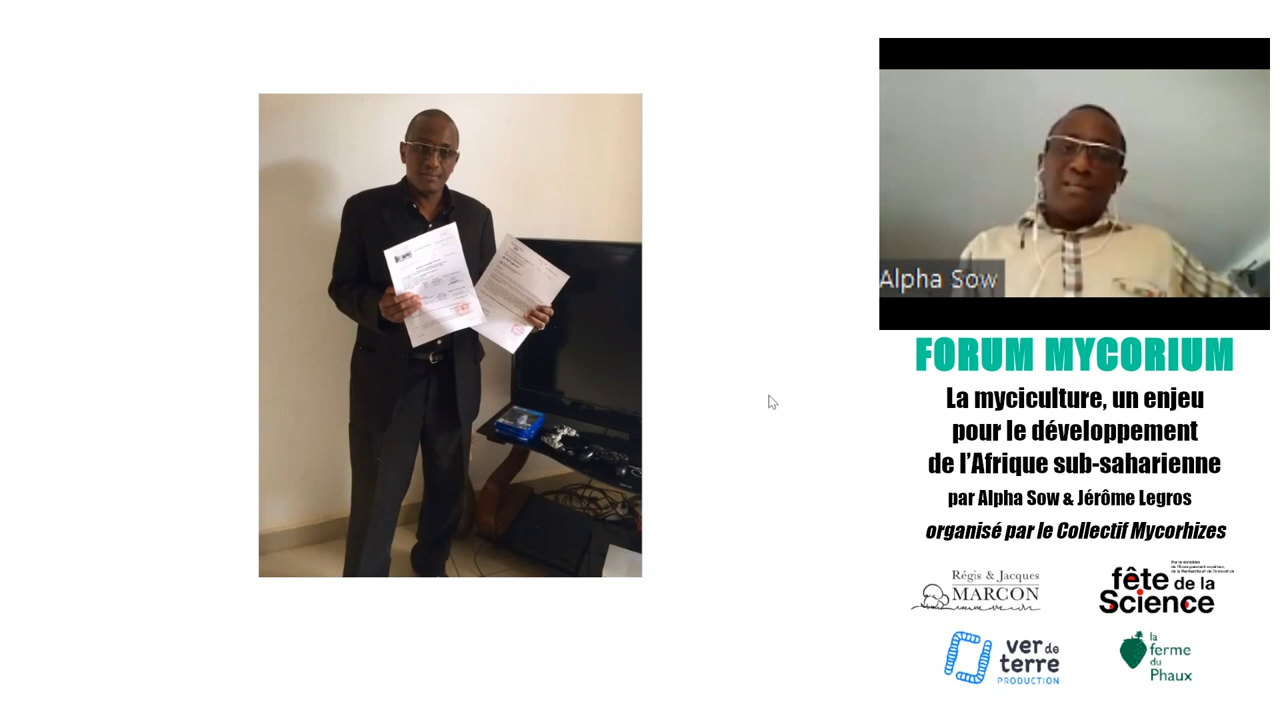 Alpha Sow
FORUM MYCORIUM
La myciculture, un enjeu
pour le développement
de l'Afrique sub-saharienne
par Alpha Sow & Jérôme Legros
organisé par le Collectif Mycorhizes
Régis & Jacques
MARCON
fête de la
Science
ver de
terre
PRODUCTION
la
ferme
du
Phaux